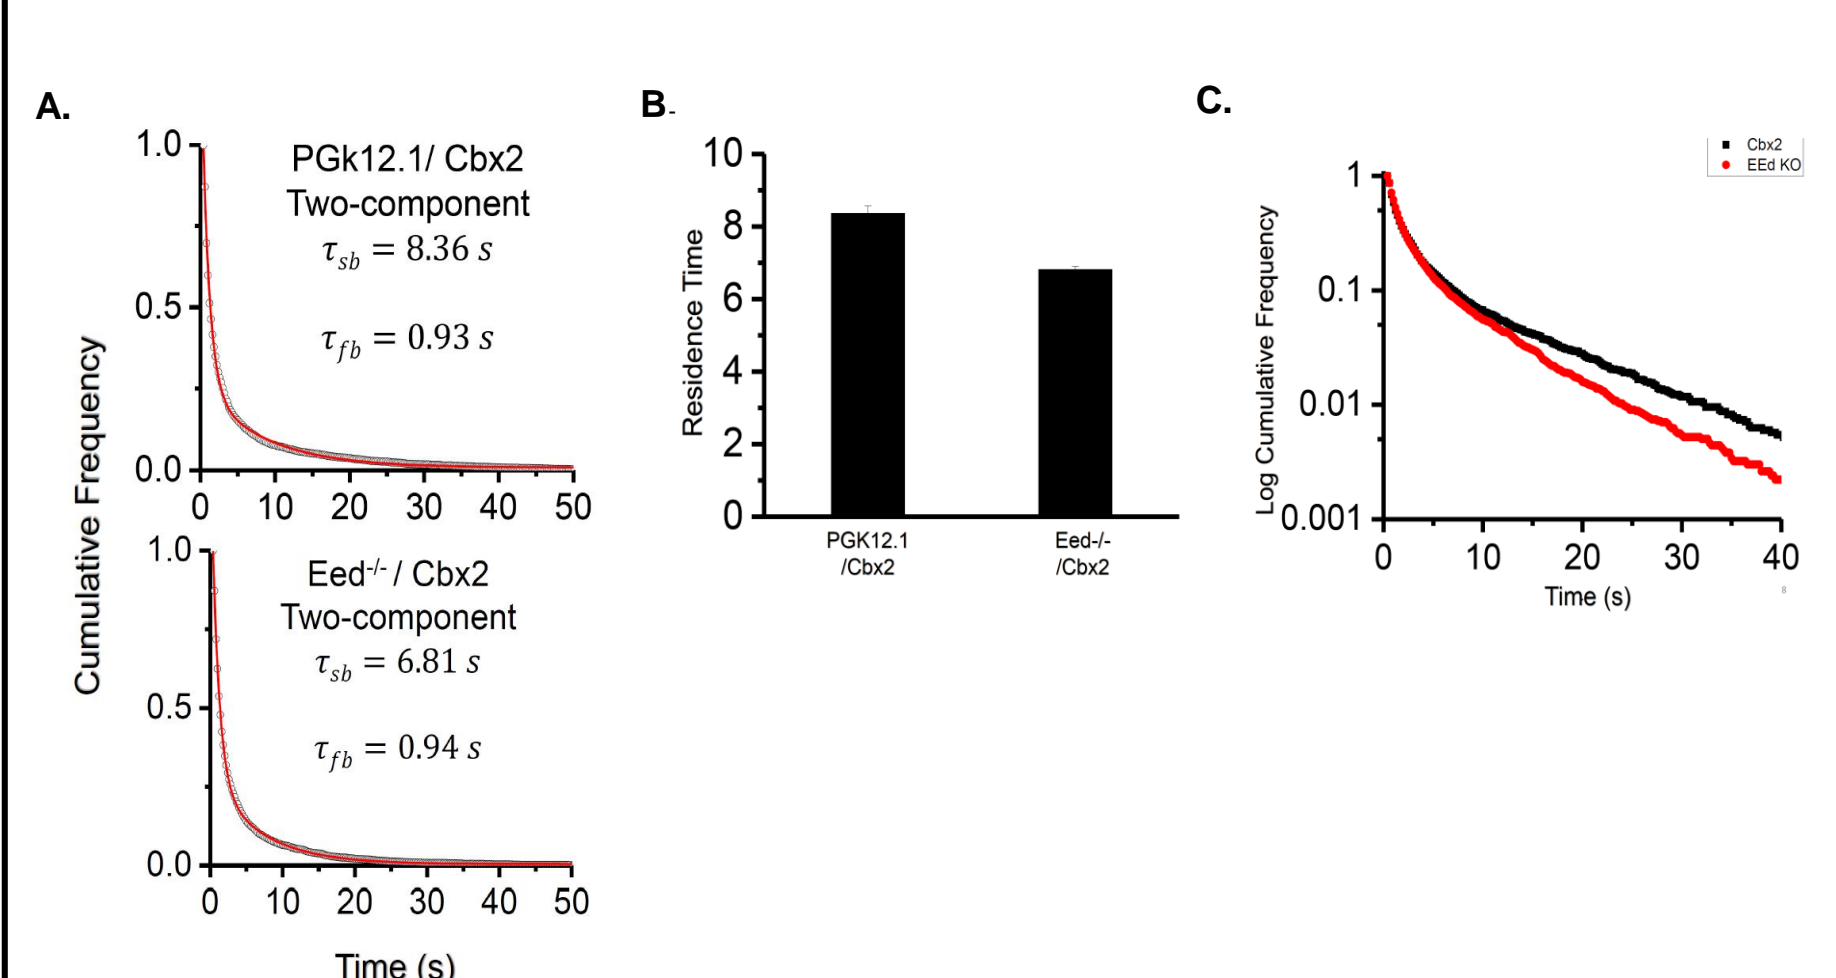 A.
1.0
PGk12.1/ Cbx2
Two-component
τsb = 8.36 s
0.5
τfb = 0.93 s
0.0
0 10 20 30 40 50
Cumulative Frequency
1.0
Eed-/- / Cbx2
Two-component
τsb = 6.81 s
0.5
τfb = 0.94 s
0.0
0 10 20 30 40 50
Time (s)
B-
10
8
6
4
2
0
Residence Time
PGK12.1
/Cbx2
Eed-/-
/Cbx2
C.
Cbx2
EEd KO
1
0.1
0.01
0.001
Log Cumulative Frequency
0 10 20 30 40
Time (s)
8